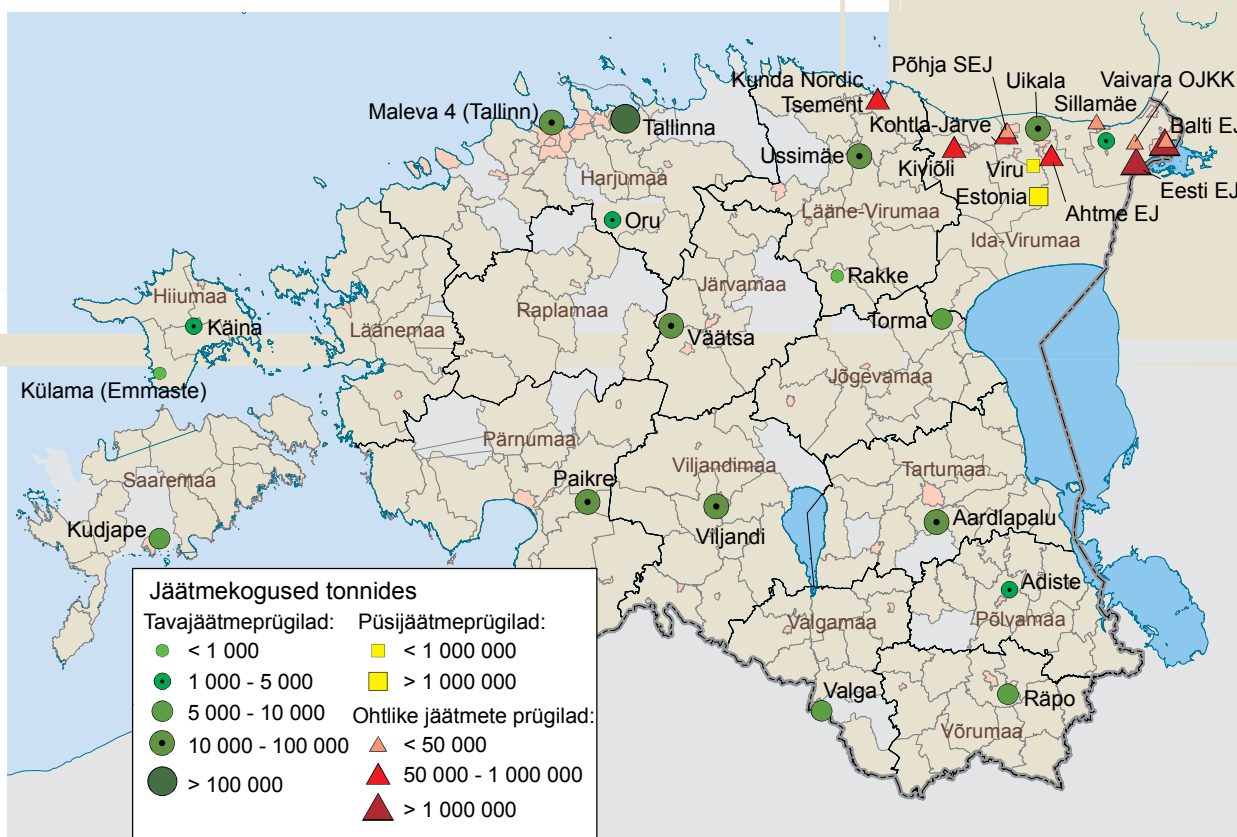 Põhja SEJ
Kunda Nordic
Tsement
Uikala
Vaivara OJKK
Sillamäe
Maleva 4 (Tallinn)
Tallinna
Kohtla-Järve
Balti EJ
Ussimäe
Kiviõli
Viru
Harjumaa
Estonia
Eesti EJ
Lääne-Virumaa
Ahtme EJ
Oru
Ida-Virumaa
Rakke
Järvamaa
Hiiumaa
Raplamaa
Käina
Läänemaa
Torma
Väätsa
Jõgevamaa
Külama (Emmaste)
Pärnumaa
Viljandimaa
Tartumaa
Saaremaa
Paikre
Kudjape
Viljandi
Aardlapalu
Adiste
Valgamaa
Põlvamaa
Valga
Räpo
Võrumaa
Jäätmekogused tonnides
Tavajäätmeprügilad:
< 1 000
1 000 - 5 000
5 000 - 10 000
10 000 - 100 000
> 100 000
Püsijäätmeprügilad:
< 1 000 000
> 1 000 000
Ohtlike jäätmete prügilad:
< 50 000
50 000 - 1 000 000
> 1 000 000